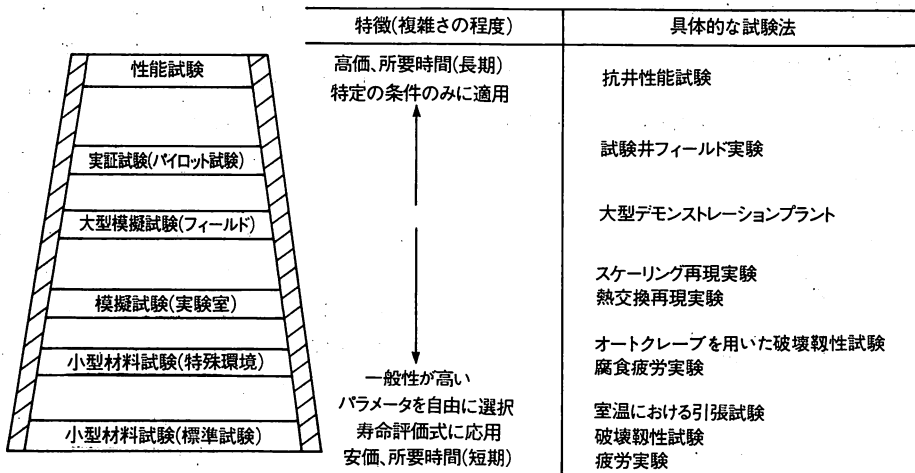 特徴(複雑さの程度)
具体的な試験法
性能試験
高価、所要時間(長期)
特定の条件のみに適用
抗井性能試験
実証試験(パイロット試験)
試験井フィールド実験
大型模擬試験(フィールド)
大型デモンストレーションプラント
模擬試験(実験室)
スケーリング再現実験
熱交換再現実験
小型材料試験(特殊環境)
オートクレーブを用いた破壊靱性試験
腐食疲労実験
一般性が高い
パラメータを自由に選択
寿命評価式に応用
安価、所要時間(短期)
小型材料試験(標準試験)
室温における引張試験
破壊靱性試験
疲労実験